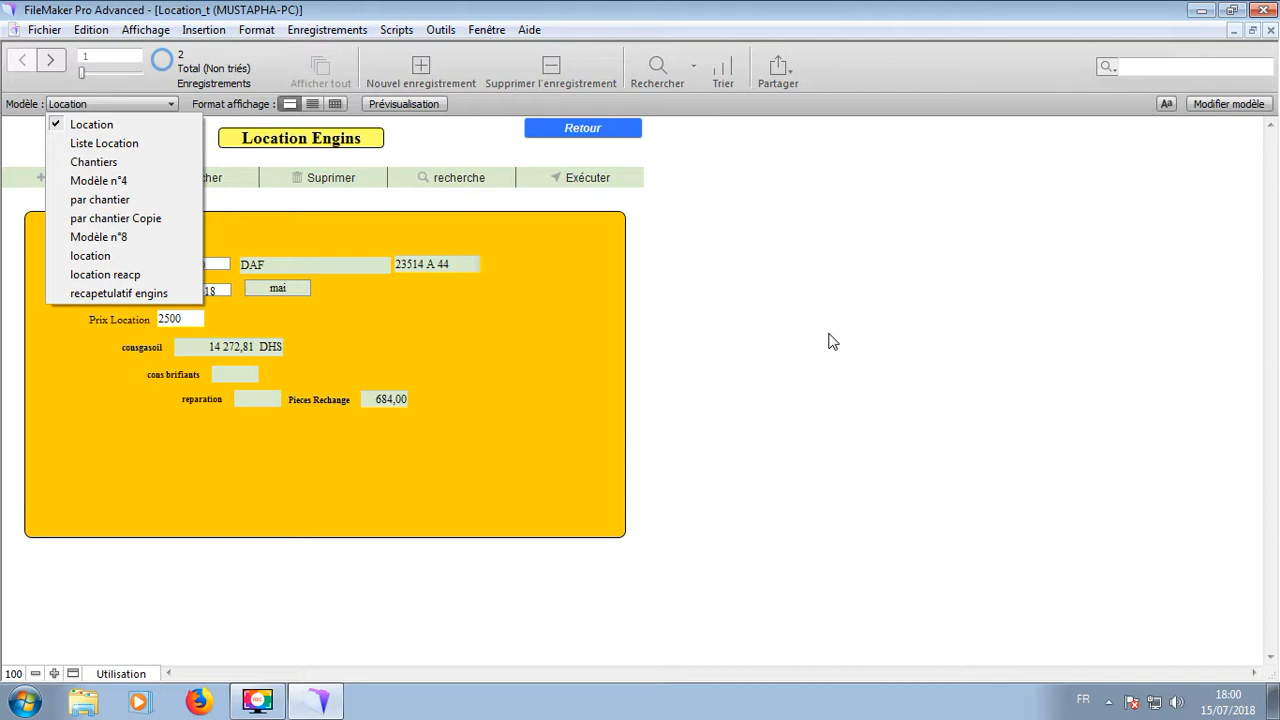 FileMaker Pro Advanced - [Location_t (MUSTAPHA-PC)]
Fichier Edition Affichage Insertion Format Enregistrements Scripts Outils Fenêtre Aide
1
2
Total (Non triés)
Enregistrements
Afficher tout
Nouvel enregistrement
Supprimer l'enregistrement
Rechercher
Trier
Partager
Modèle : Location
Format affichage :
Prévisualisation
Aa
Modifier modèle
Location
Liste Location
Chantiers
Modèle n°4
par chantier
par chantier Copie
Modèle n°8
location
location reacp
recapetulatif engins
Location Engins
Retour
cher
Suprimer
recherche
Exécuter
DAF
23514 A 44
18
mai
Prix Location 2500
consgasoil 14 272,81 DHS
cons brifiants
reparation
Pieces Rechange 684,00
100
Utilisation
FR
18:00
15/07/2018